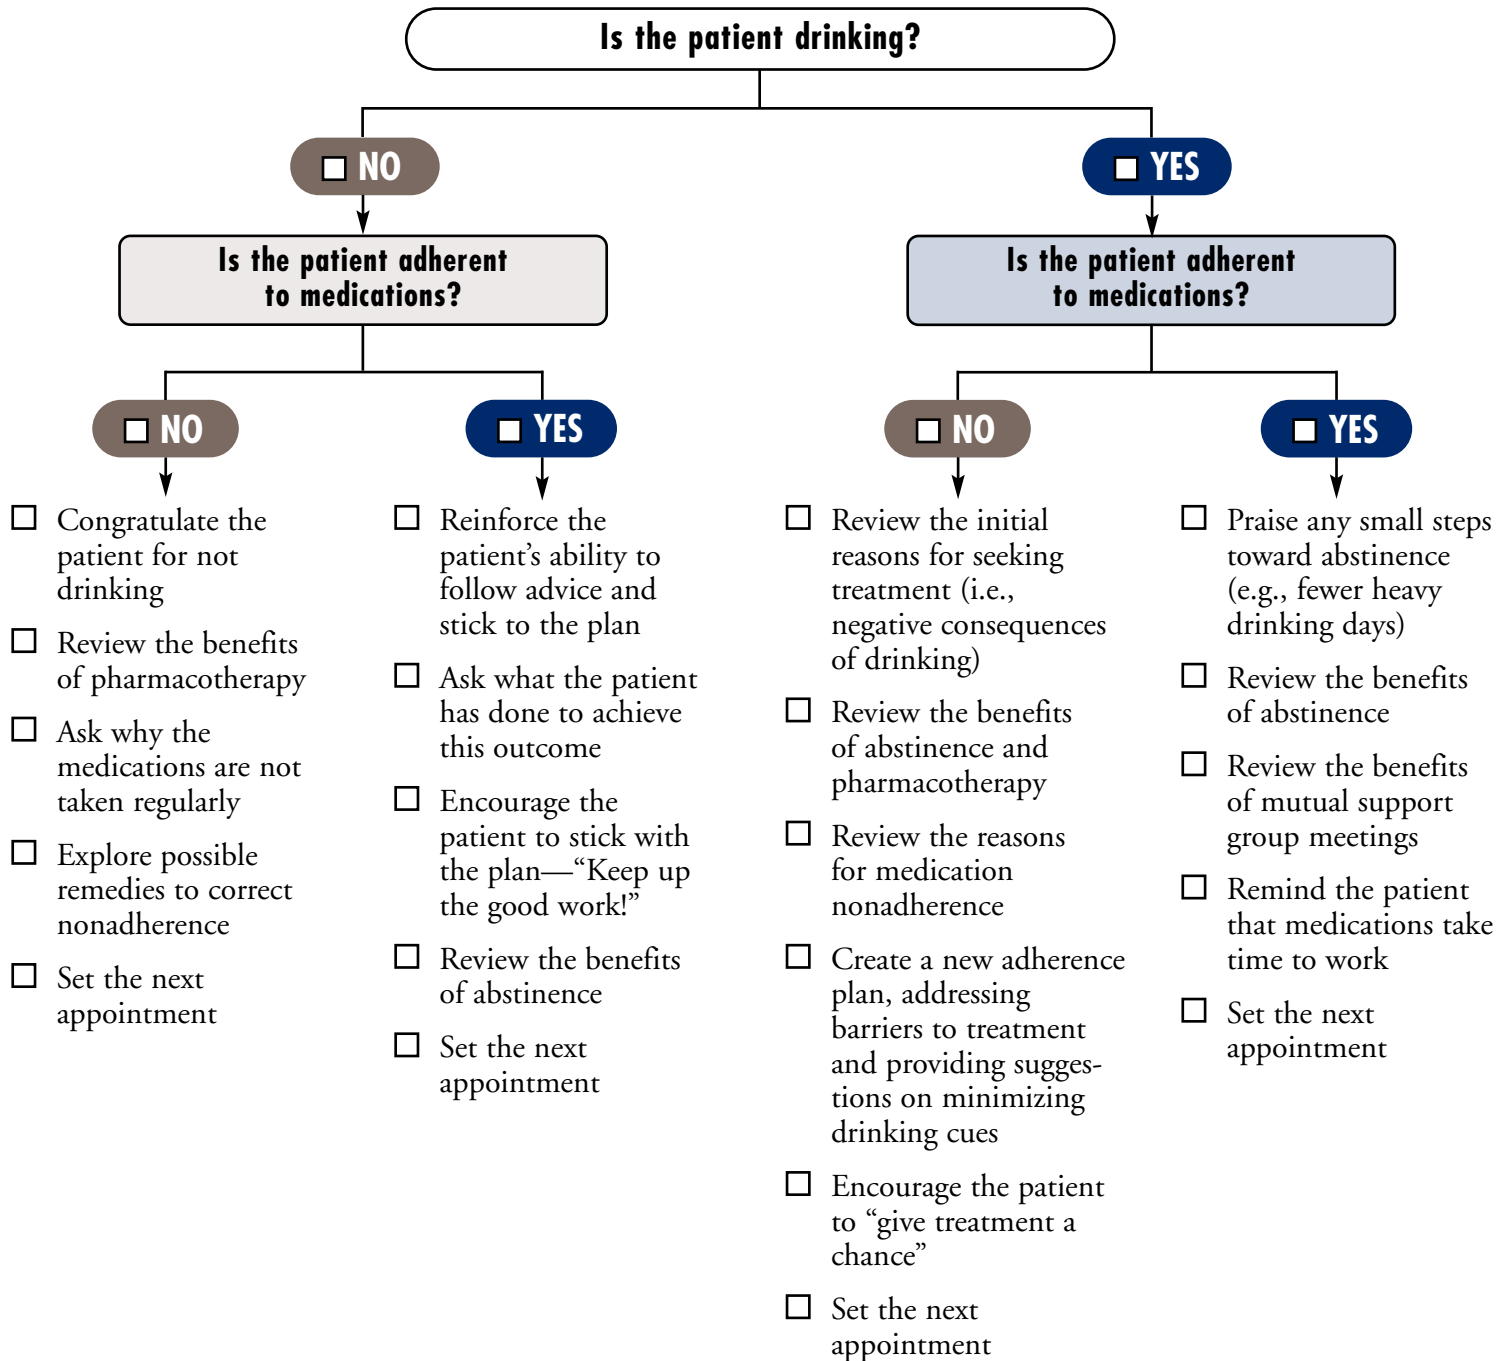 Is the patient drinking?
NO
YES
Is the patient adherent
to medications?
Is the patient adherent
to medications?
NO
YES
NO
YES
Congratulate the
patient for not
drinking
Review the benefits
of pharmacotherapy
Ask why the
medications are not
taken regularly
Explore possible
remedies to correct
nonadherence
Set the next
appointment
Reinforce the
patient’s ability to
follow advice and
stick to the plan
Ask what the patient
has done to achieve
this outcome
Encourage the
patient to stick with
the plan—“Keep up
the good work!”
Review the benefits
of abstinence
Set the next
appointment
Review the initial
reasons for seeking
treatment (i.e.,
negative consequences
of drinking)
Review the benefits
of abstinence and
pharmacotherapy
Review the reasons
for medication
nonadherence
Create a new adherence
plan, addressing
barriers to treatment
and providing sugges-
tions on minimizing
drinking cues
Encourage the patient
to “give treatment a
chance”
Set the next
appointment
Praise any small steps
toward abstinence
(e.g., fewer heavy
drinking days)
Review the benefits
of abstinence
Review the benefits
of mutual support
group meetings
Remind the patient
that medications take
time to work
Set the next
appointment